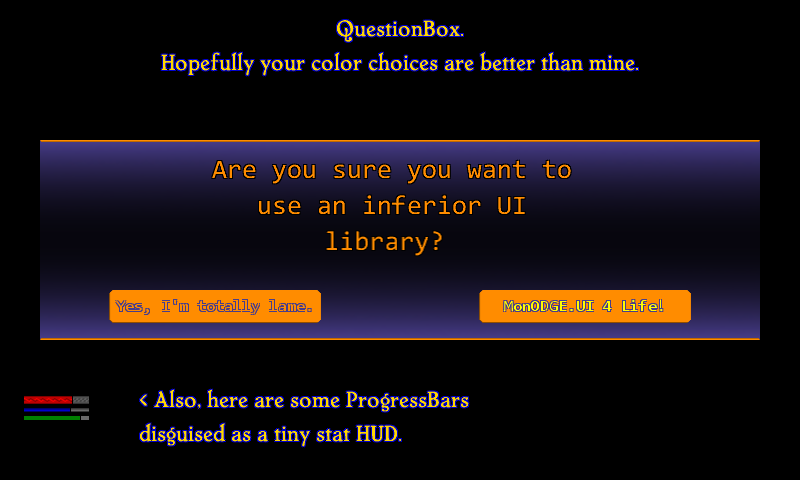 QuestionBox.
Hopefully your color choices are better than mine.
Are you sure you want to
use an inferior UI
library?
Yes, I'm totally lame.
MonODGE.UI 4 Life!
< Also, here are some ProgressBars
disguised as a tiny stat HUD.